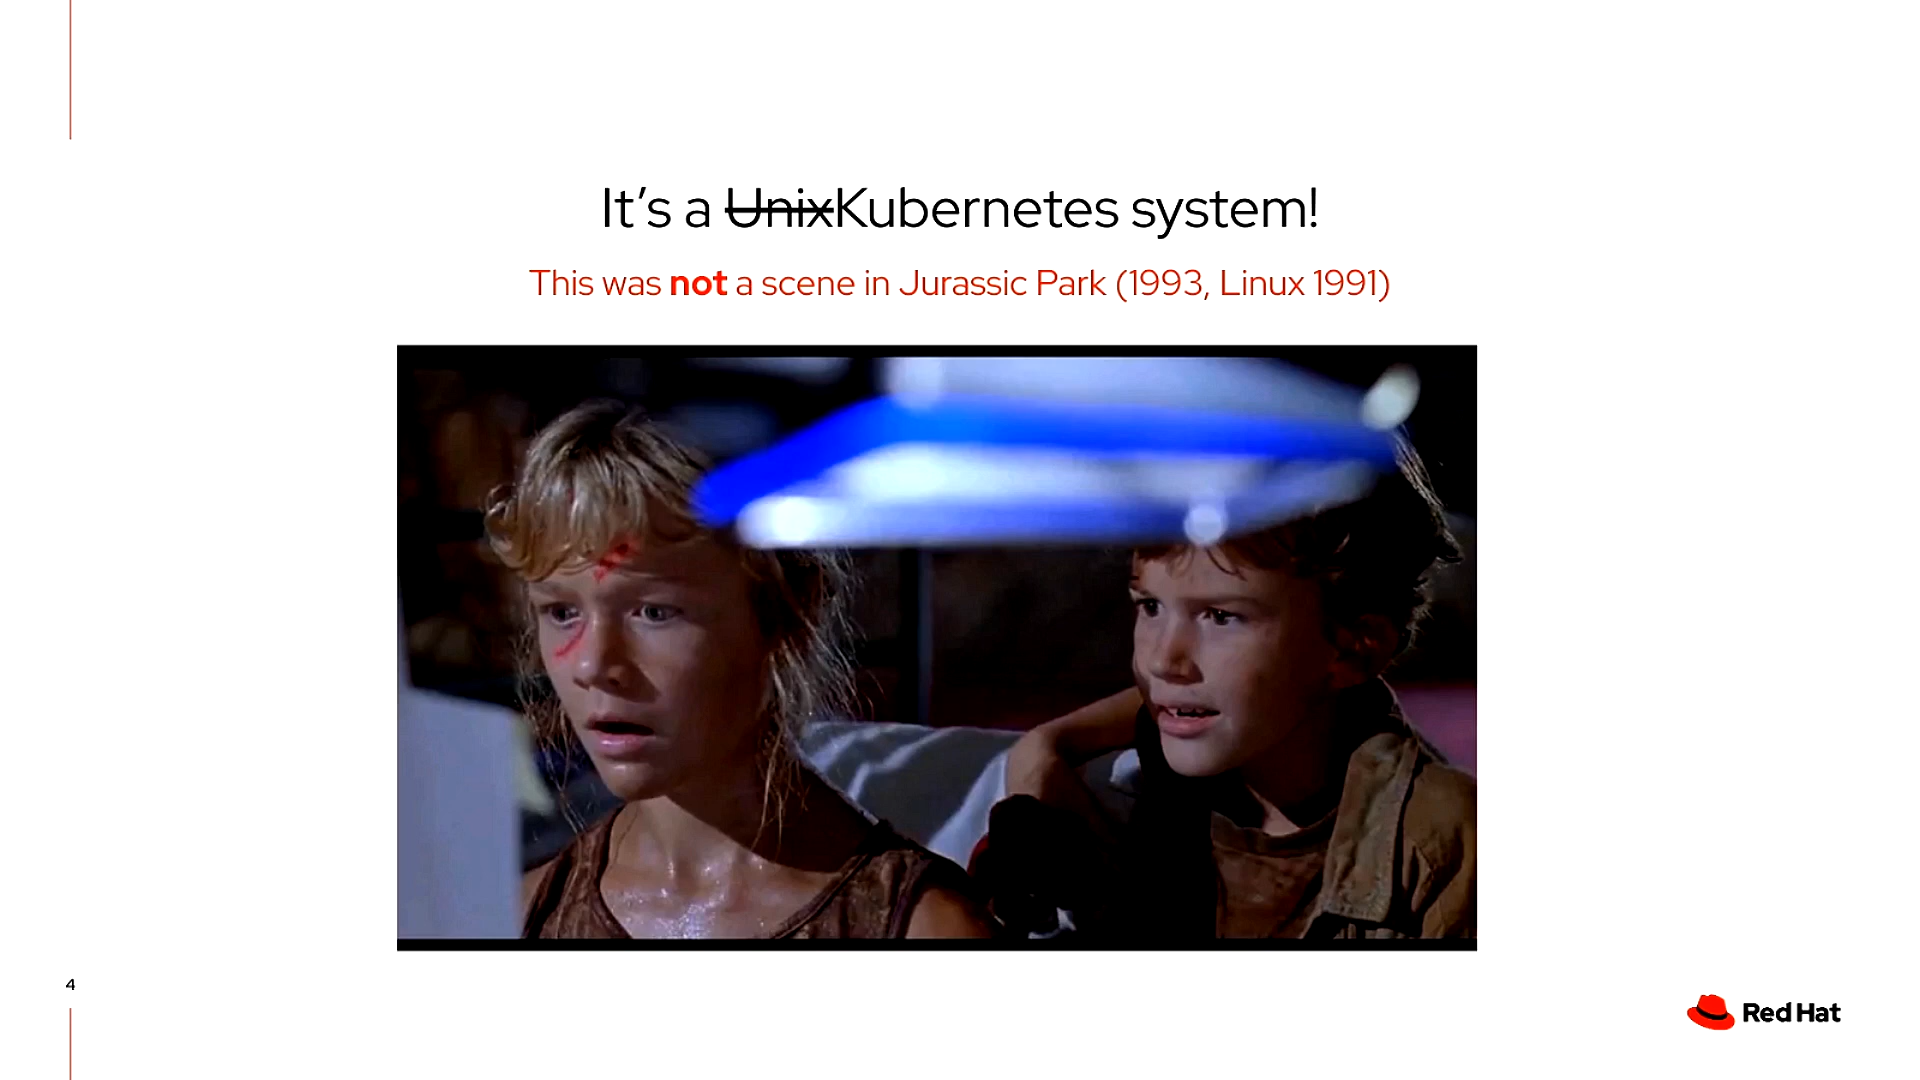 It’s a UnixKubernetes system!
This was not a scene in Jurassic Park (1993, Linux 1991)
4
Red Hat